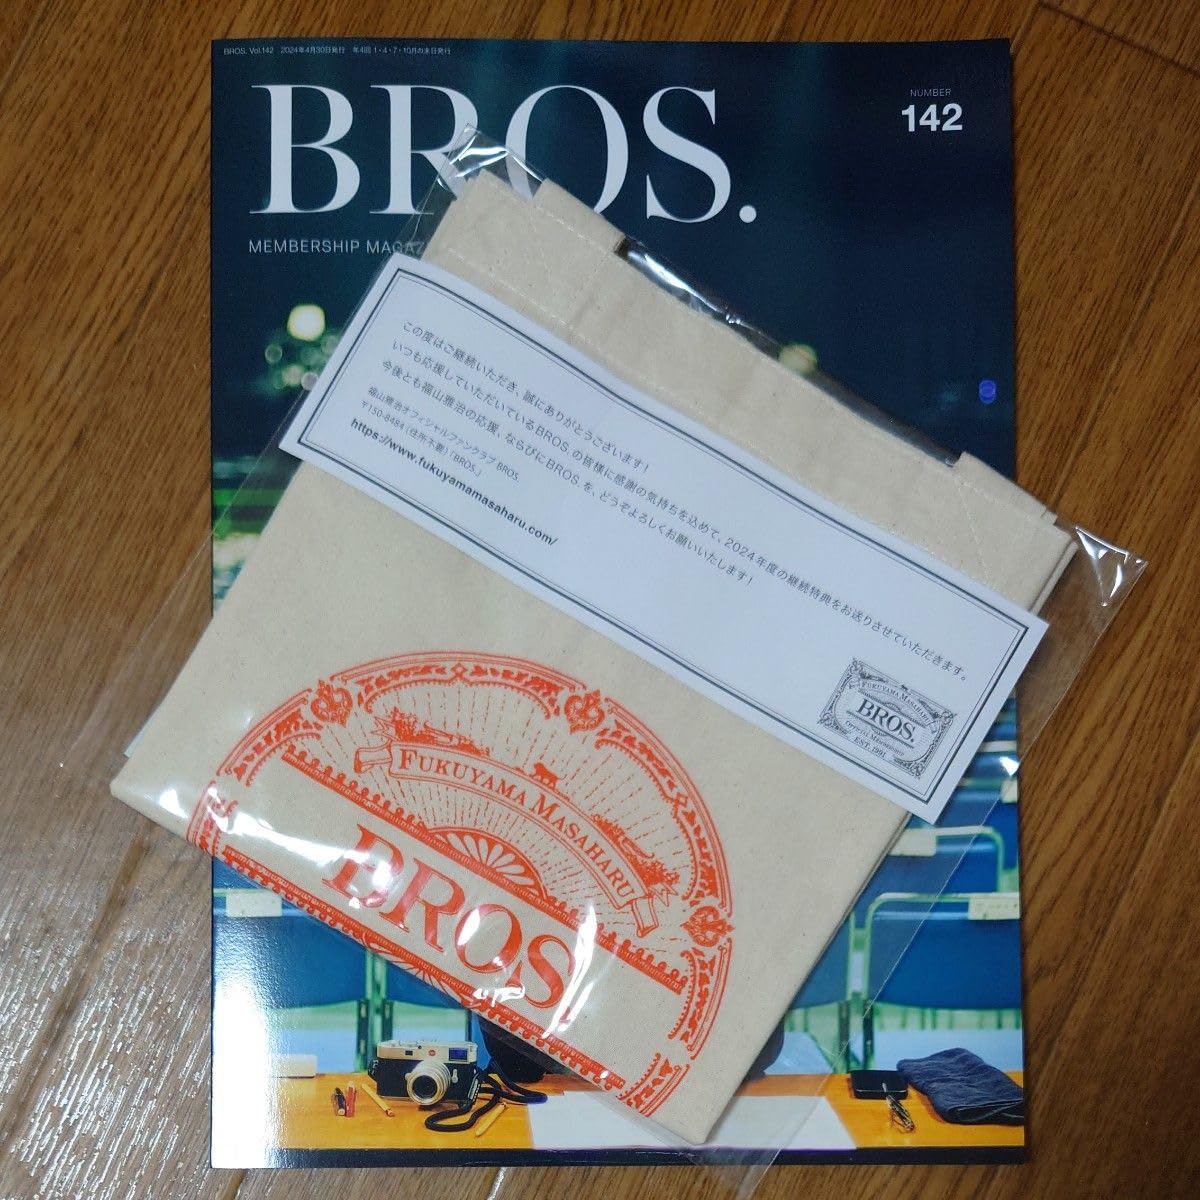 BROS. Vol.142 2024年4月30日発行 年4回 1・4・7・10月の末日発行
BROS.
NUMBER
142
MEMBERSHIP
この度はご継続いただき、誠にありがとうございます!
いつも応援していただいているBROS.の皆様に感謝の気持ちを込めて、2024年度の継続特典をお送りさせていただきます。
今後とも福山雅治の応援、ならびにBROS.を、どうぞよろしくお願いいたします!
福山雅治オフィシャルファンクラブ BROS.
〒150-8484(住所不要)「BROS.」
https://www.fukuyamamasaharu.com/
FUKUYAMA MASAHARU
BROS.
OFFICIAL MEMBERSHIP
EST. 1991
FUKUYAMA MASAHARU
BROS.